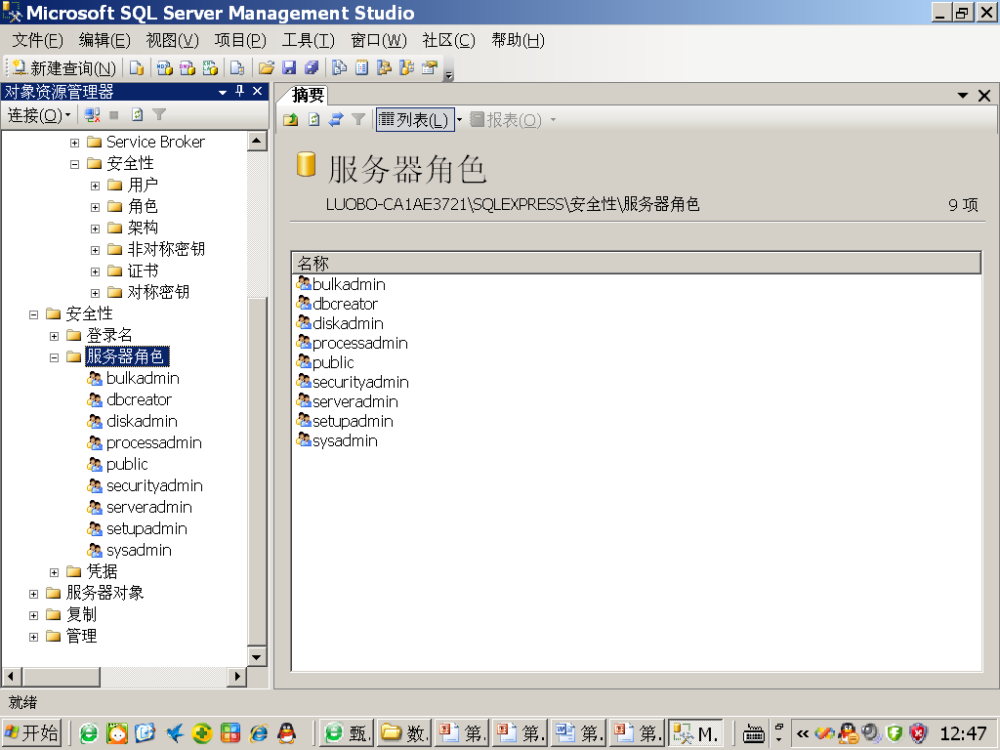 Microsoft SQL Server Management Studio
文件(F) 编辑(E) 视图(V) 项目(P) 工具(T) 窗口(W) 社区(C) 帮助(H)
新建查询(N)
对象资源管理器
连接(O)
Service Broker
安全性
用户
角色
架构
非对称密钥
证书
对称密钥
安全性
登录名
服务器角色
bulkadmin
dbcreator
diskadmin
processadmin
public
securityadmin
serveradmin
setupadmin
sysadmin
凭据
服务器对象
复制
管理
摘要
列表(L) 报表(O)
服务器角色
LUOBO-CA1AE3721\SQLEXPRESS\安全性\服务器角色 9 项
名称
bulkadmin
dbcreator
diskadmin
processadmin
public
securityadmin
serveradmin
setupadmin
sysadmin
就绪
开始 甄. 数. 第. 第. 第. 第. M. « 12:47